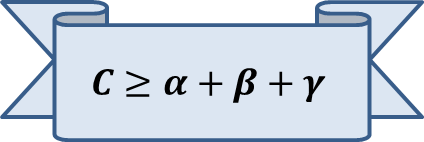 C ≥ α + β + γ